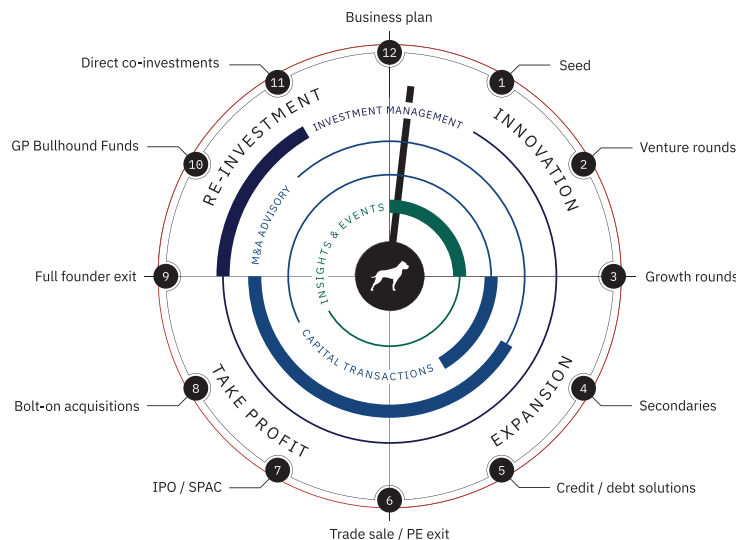 Business plan
12
Direct co-investments
11
1
Seed
RE-INVESTMENT
INVESTMENT MANAGEMENT
INNOVATION
GP Bullhound Funds
10
2
Venture rounds
M&A ADVISORY
INSIGHTS & EVENTS
Full founder exit
9
3
Growth rounds
CAPITAL TRANSACTIONS
TAKE PROFIT
EXPANSION
Bolt-on acquisitions
8
4
Secondaries
IPO / SPAC
7
5
Credit / debt solutions
6
Trade sale / PE exit